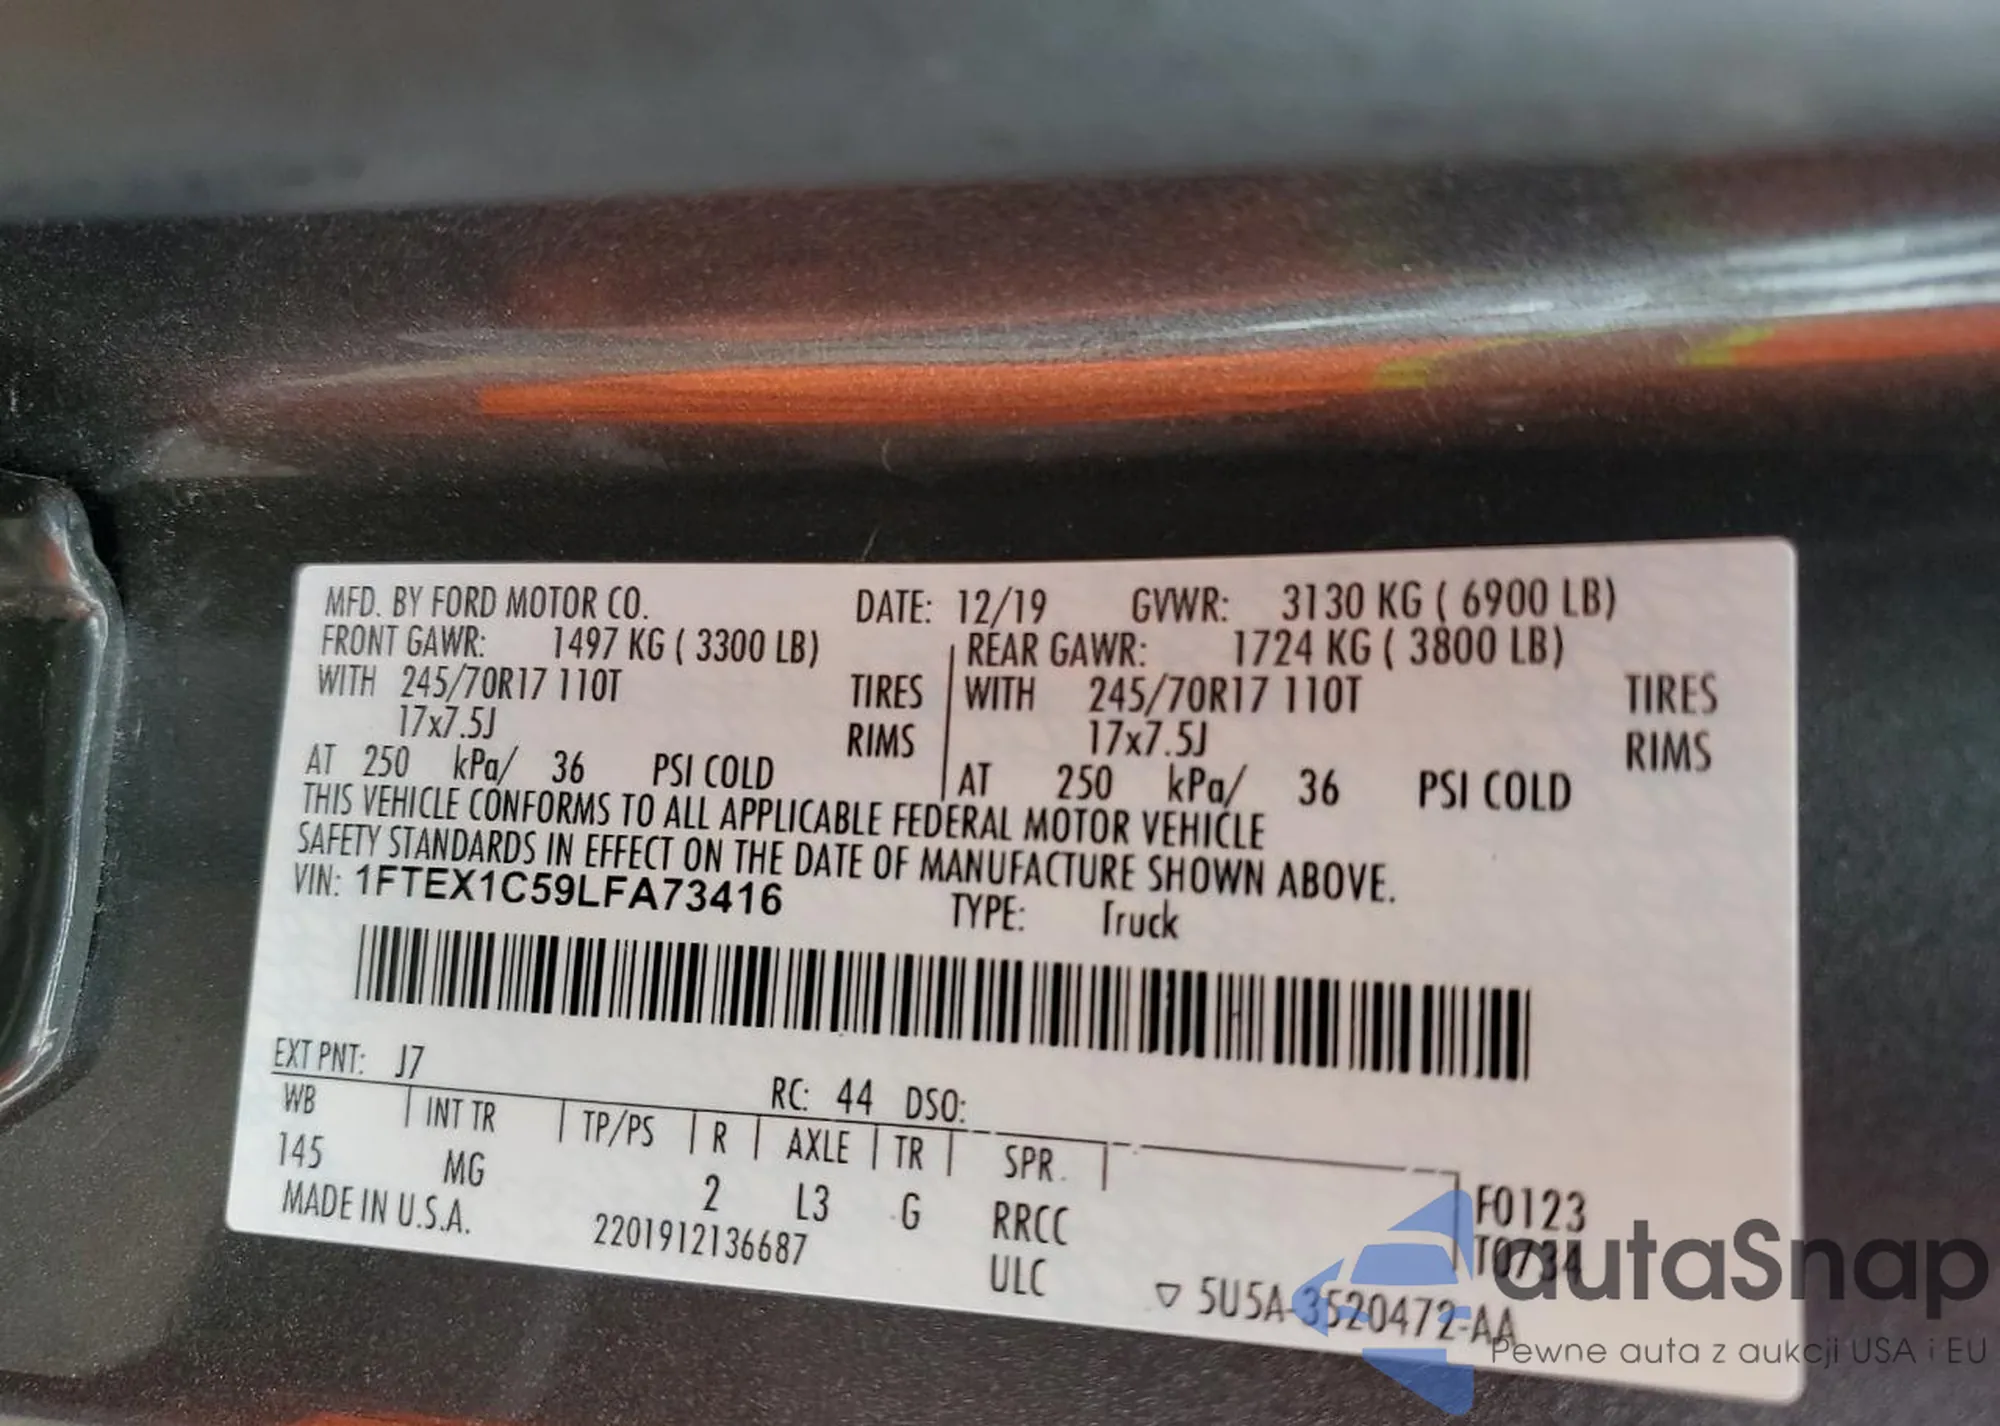 MFD. BY FORD MOTOR CO. DATE: 12/19 GVWR: 3130 KG ( 6900 LB)
FRONT GAWR: 1497 KG ( 3300 LB) REAR GAWR: 1724 KG ( 3800 LB)
WITH 245/70R17 110T TIRES WITH 245/70R17 110T TIRES
17x7.5J RIMS 17x7.5J RIMS
AT 250 kPa/ 36 PSI COLD AT 250 kPa/ 36 PSI COLD
THIS VEHICLE CONFORMS TO ALL APPLICABLE FEDERAL MOTOR VEHICLE
SAFETY STANDARDS IN EFFECT ON THE DATE OF MANUFACTURE SHOWN ABOVE.
VIN: 1FTEX1C59LFA73416 TYPE: Truck
EXT PNT: J7 RC: 44 DSO:
WB INT TR TP/PS R AXLE TR SPR
145 MG 2 L3 G RRCC F0123
MADE IN U.S.A. 2201912136687 ULC T0734
▽ 5U5A-3520472-AA
autaSnap
Pewne auta z aukcji USA i EU